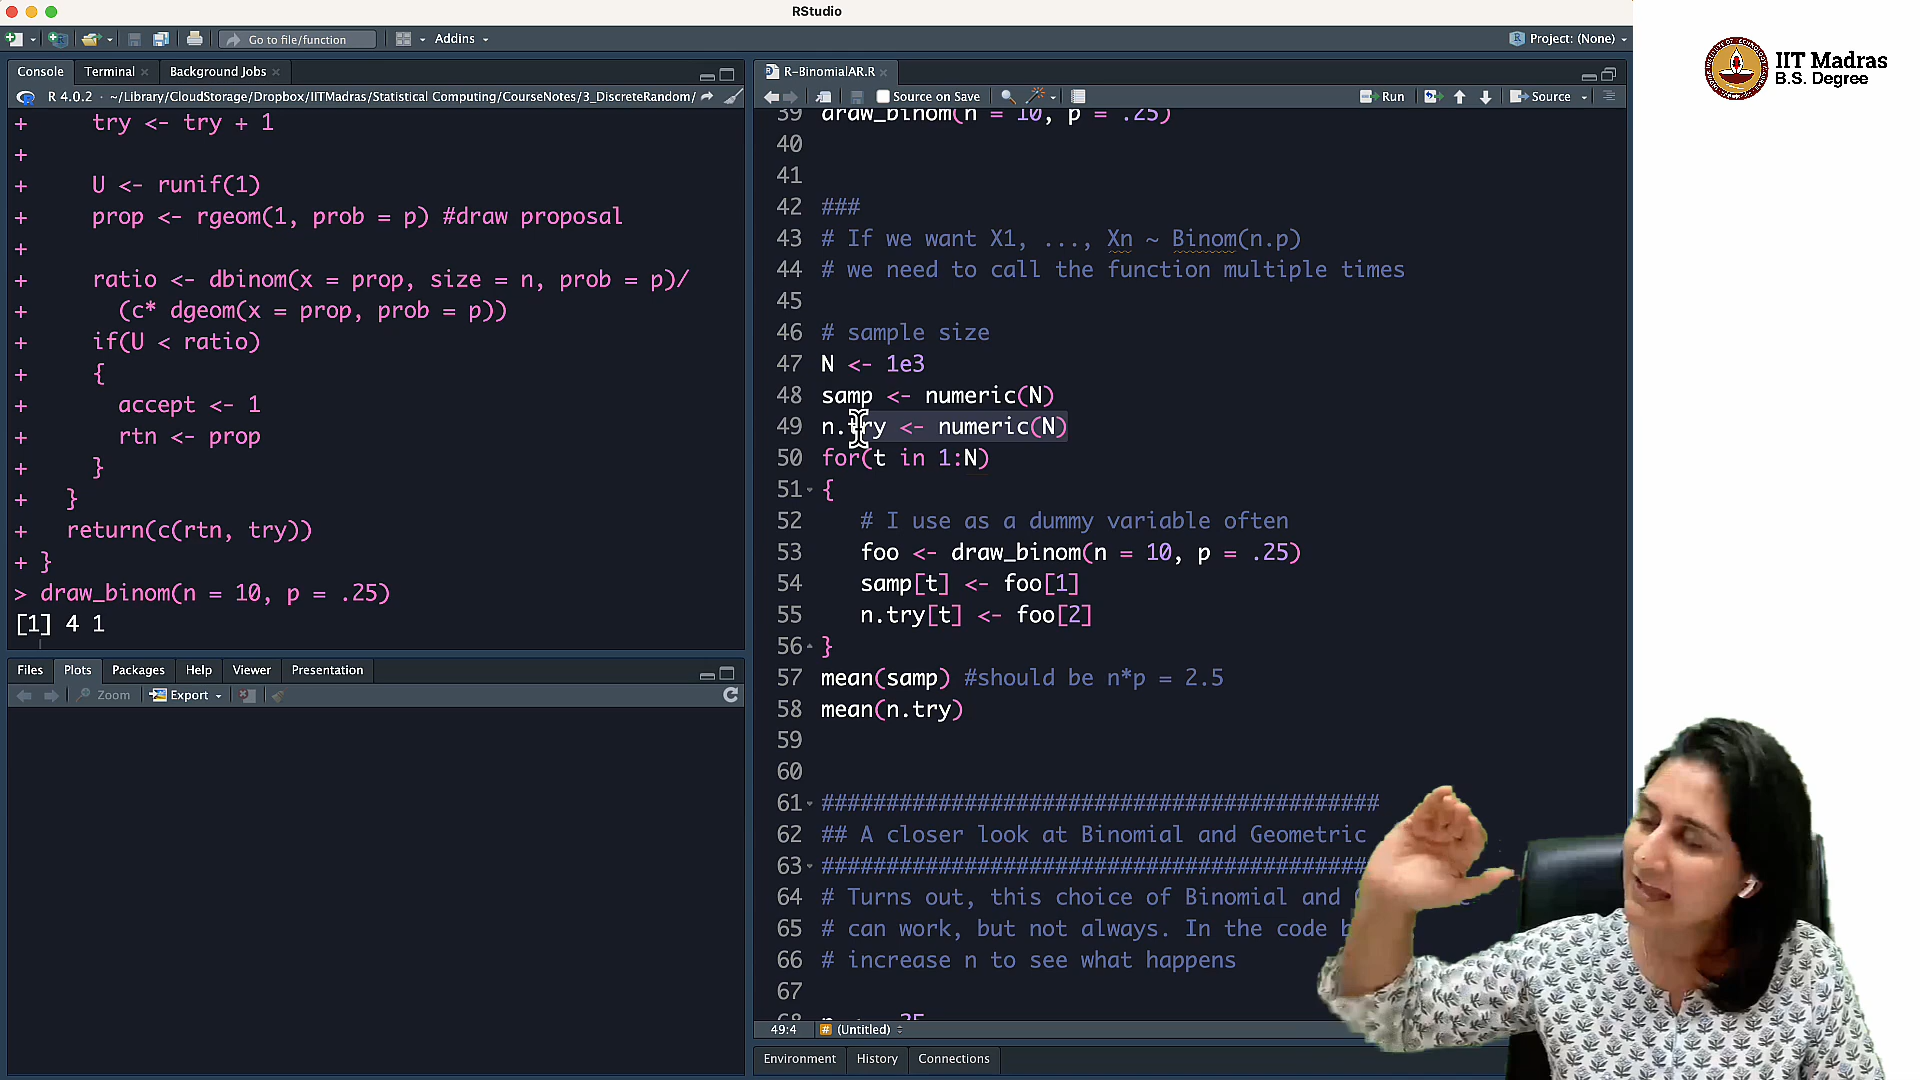 RStudio
Go to file/function
Addins
Project: (None)
Console
Terminal
Background Jobs
R 4.0.2 · ~/Library/CloudStorage/Dropbox/IITMadras/Statistical Computing/CourseNotes/3_DiscreteRandom/
+     try <- try + 1
+
+     U <- runif(1)
+     prop <- rgeom(1, prob = p) #draw proposal
+
+     ratio <- dbinom(x = prop, size = n, prob = p)/
+       (c* dgeom(x = prop, prob = p))
+     if(U < ratio)
+     {
+       accept <- 1
+       rtn <- prop
+     }
+   }
+   return(c(rtn, try))
+ }
> draw_binom(n = 10, p = .25)
[1] 4 1
Files
Plots
Packages
Help
Viewer
Presentation
Zoom
Export
R-BinomialAR.R
Source on Save
Run
Source
39 draw_binom(n = 10, p = .25)
40
41
42 ###
43 # If we want X1, ..., Xn ~ Binom(n.p)
44 # we need to call the function multiple times
45
46 # sample size
47 N <- 1e3
48 samp <- numeric(N)
49 n.try <- numeric(N)
50 for(t in 1:N)
51 {
52    # I use as a dummy variable often
53    foo <- draw_binom(n = 10, p = .25)
54    samp[t] <- foo[1]
55    n.try[t] <- foo[2]
56 }
57 mean(samp) #should be n*p = 2.5
58 mean(n.try)
59
60
61 ###########################################
62 ## A closer look at Binomial and Geometric
63 ##########################################
64 # Turns out, this choice of Binomial and
65 # can work, but not always. In the code
66 # increase n to see what happens
67
49:4
(Untitled)
Environment
History
Connections
IIT Madras
B.S. Degree